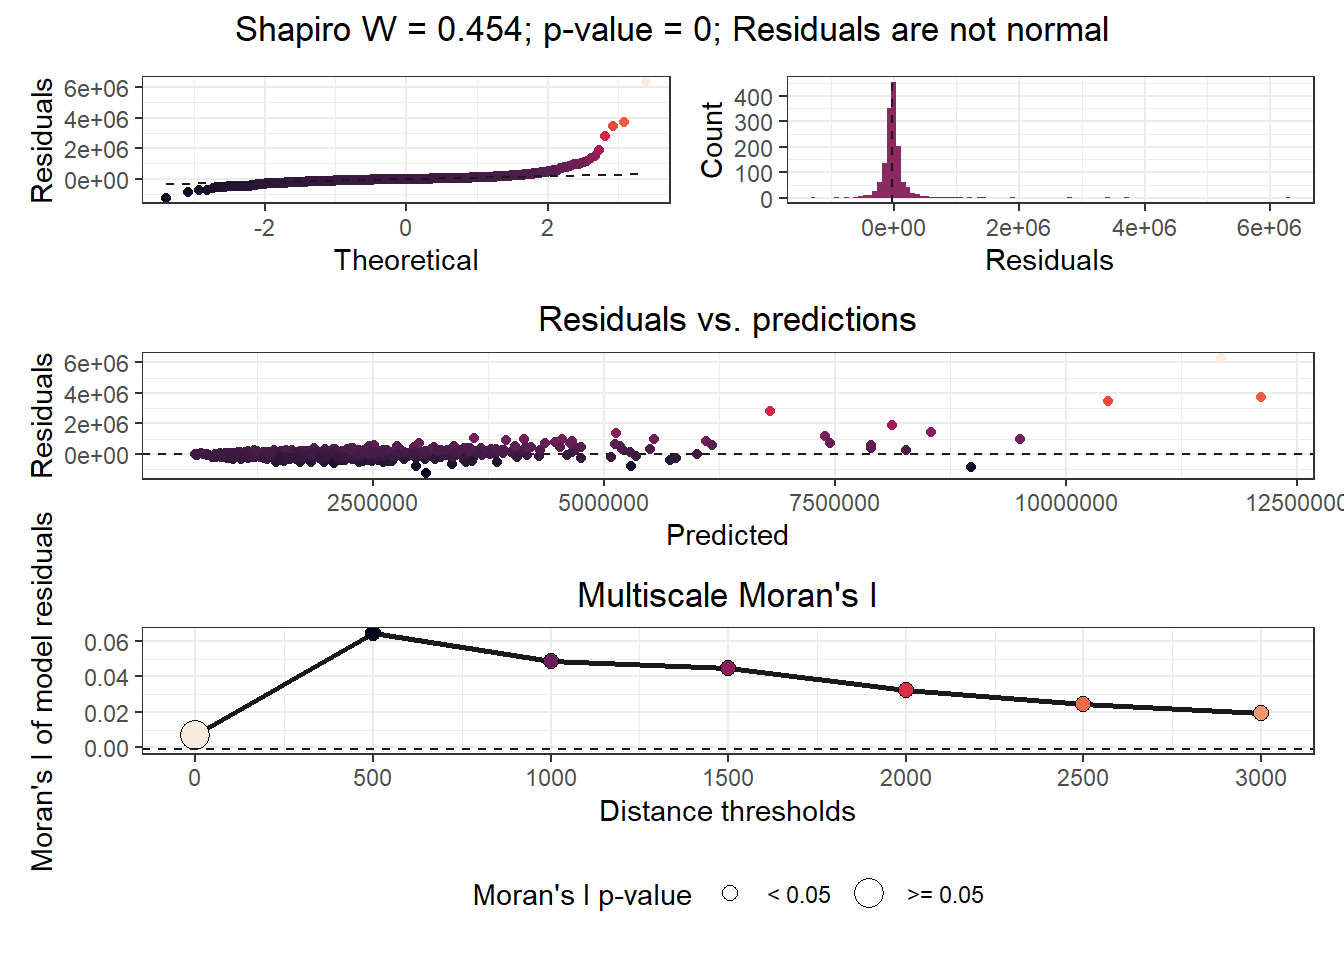 Shapiro W = 0.454; p-value = 0; Residuals are not normal
Residuals
6e+06
4e+06
2e+06
0e+00
-2 0 2
Theoretical
Count
400
300
200
100
0
0e+00 2e+06 4e+06 6e+06
Residuals
Residuals vs. predictions
Residuals
6e+06
4e+06
2e+06
0e+00
2500000 5000000 7500000 10000000 12500000
Predicted
Multiscale Moran's I
Moran's I of model residuals
0.06
0.04
0.02
0.00
0 500 1000 1500 2000 2500 3000
Distance thresholds
Moran's I p-value < 0.05 >= 0.05